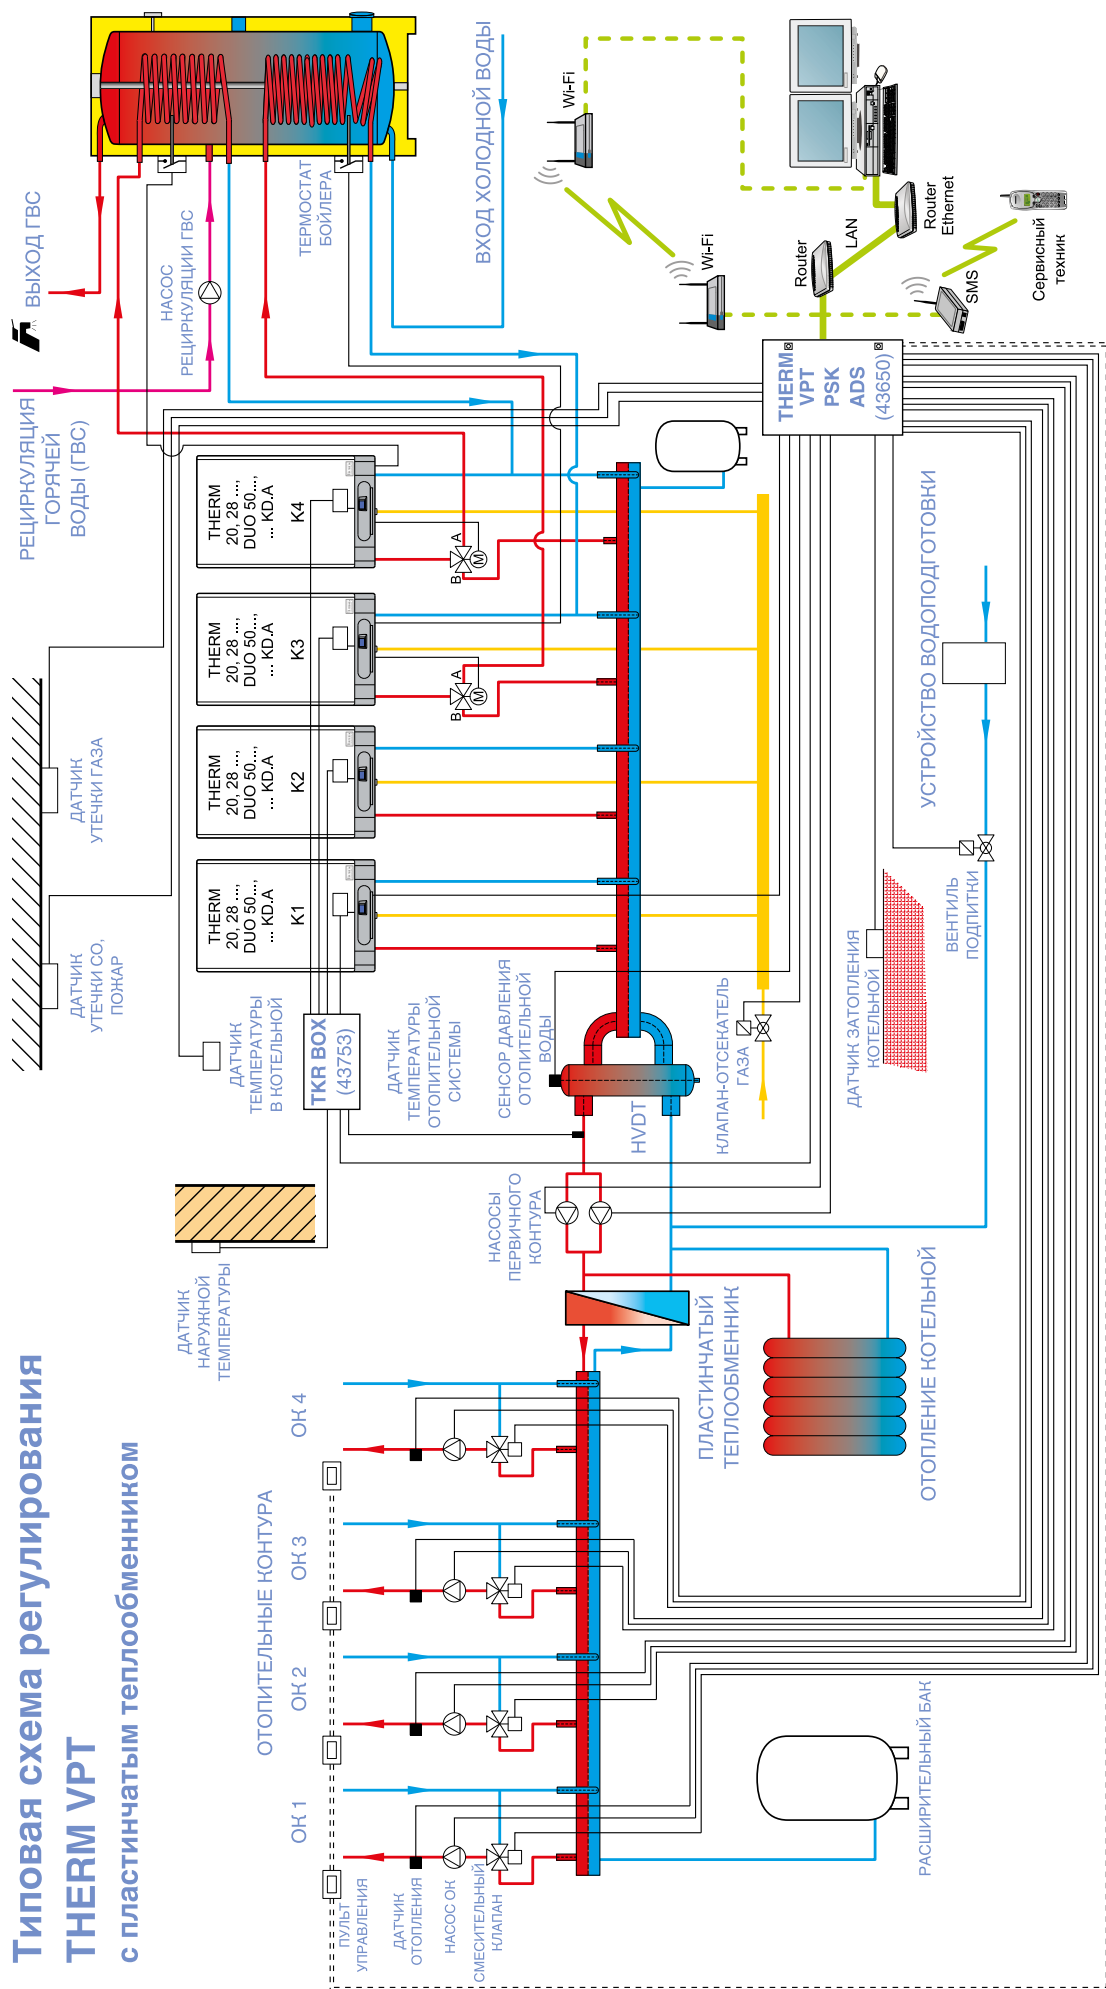 Типовая схема регулирования
THERM VPT
с пластинчатым теплообменником
ДАТЧИК
УТЕЧКИ CO,
ПОЖАР
ДАТЧИК
УТЕЧКИ ГАЗА
РЕЦИРКУЛЯЦИЯ
ГОРЯЧЕЙ
ВОДЫ (ГВС)
ВЫХОД ГВС
НАСОС
РЕЦИРКУЛЯЦИИ ГВС
ТЕРМОСТАТ
БОЙЛЕРА
ВХОД ХОЛОДНОЙ ВОДЫ
ДАТЧИК
НАРУЖНОЙ
ТЕМПЕРАТУРЫ
ДАТЧИК
ТЕМПЕРАТУРЫ
В КОТЕЛЬНОЙ
TKR BOX
(43753)
THERM
20, 28 ...,
DUO 50...,
... KD.A
K1
THERM
20, 28 ...,
DUO 50...,
... KD.A
K2
THERM
20, 28 ...,
DUO 50...,
... KD.A
K3
THERM
20, 28 ...,
DUO 50...,
... KD.A
K4
B
A
M
B
A
M
ДАТЧИК
ТЕМПЕРАТУРЫ
ОТОПИТЕЛЬНОЙ
СИСТЕМЫ
СЕНСОР ДАВЛЕНИЯ
ОТОПИТЕЛЬНОЙ
ВОДЫ
HVDT
КЛАПАН-ОТСЕКАТЕЛЬ
ГАЗА
НАСОСЫ
ПЕРВИЧНОГО
КОНТУРА
ОТОПИТЕЛЬНЫЕ КОНТУРА
ОК 1
ОК 2
ОК 3
ОК 4
ПУЛЬТ
УПРАВЛЕНИЯ
ДАТЧИК
ОТОПЛЕНИЯ
НАСОС ОК
СМЕСИТЕЛЬНЫЙ
КЛАПАН
ПЛАСТИНЧАТЫЙ
ТЕПЛООБМЕННИК
ОТОПЛЕНИЕ КОТЕЛЬНОЙ
РАСШИРИТЕЛЬНЫЙ БАК
ДАТЧИК ЗАТОПЛЕНИЯ
КОТЕЛЬНОЙ
ВЕНТИЛЬ
ПОДПИТКИ
УСТРОЙСТВО ВОДОПОДГОТОВКИ
THERM
VPT
PSK
ADS
(43650)
Wi-Fi
Wi-Fi
Router
LAN
Router
Ethernet
SMS
Сервисный
техник